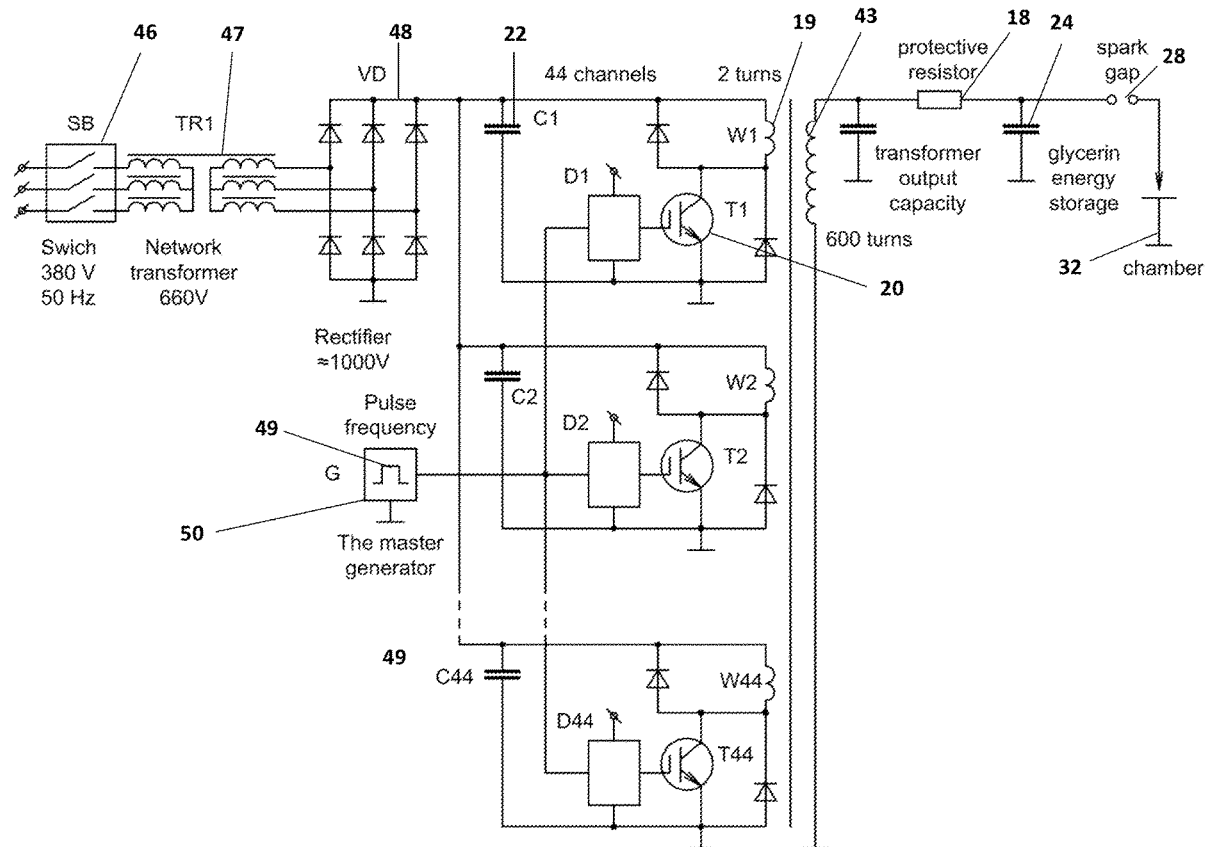 46
47
48
22
19
43
18
24
28
VD
44 channels
2 turns
protective
resistor
spark
gap
SB
TR1
C1
W1
D1
T1
transformer
output
capacity
glycerin
energy
storage
600 turns
20
32
chamber
Swich
380 V
50 Hz
Network
transformer
660V
Rectifier
≈1000V
C2
W2
D2
T2
Pulse
frequency
49
G
50
The master
generator
49
C44
W44
D44
T44